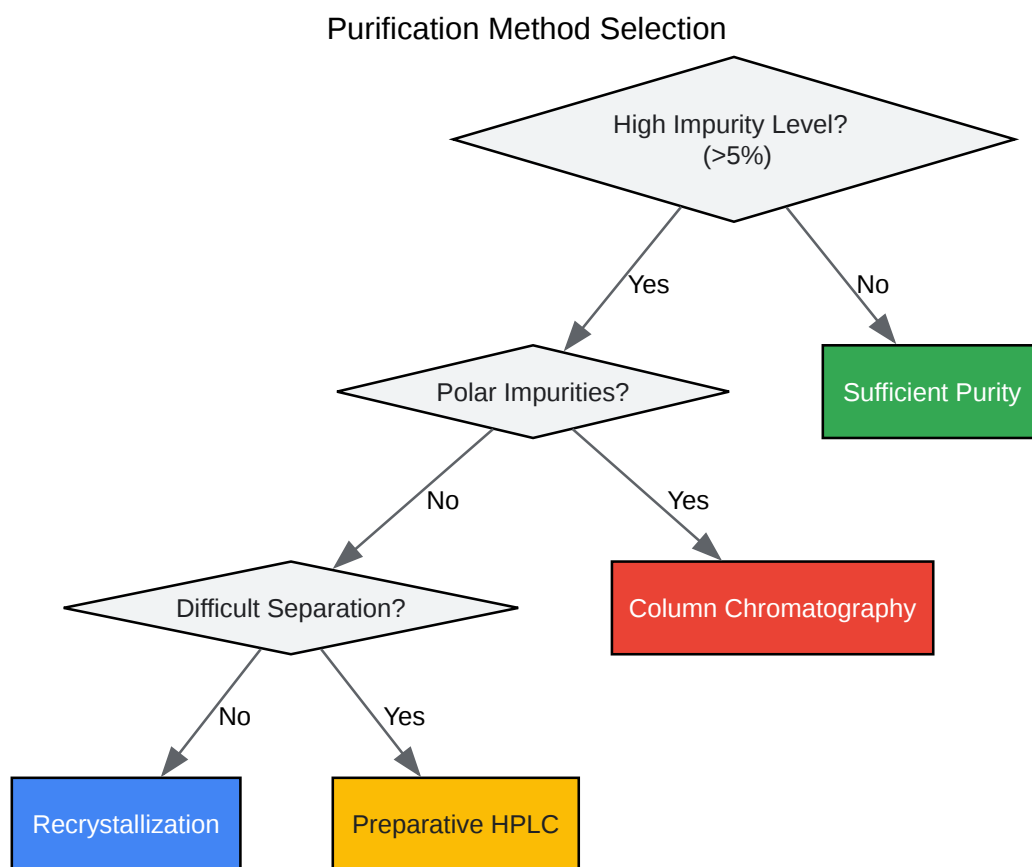 Purification Method Selection
High Impurity Level?
(>5%)
Yes
No
Polar Impurities?
Sufficient Purity
No
Yes
Difficult Separation?
Column Chromatography
No
Yes
Recrystallization
Preparative HPLC